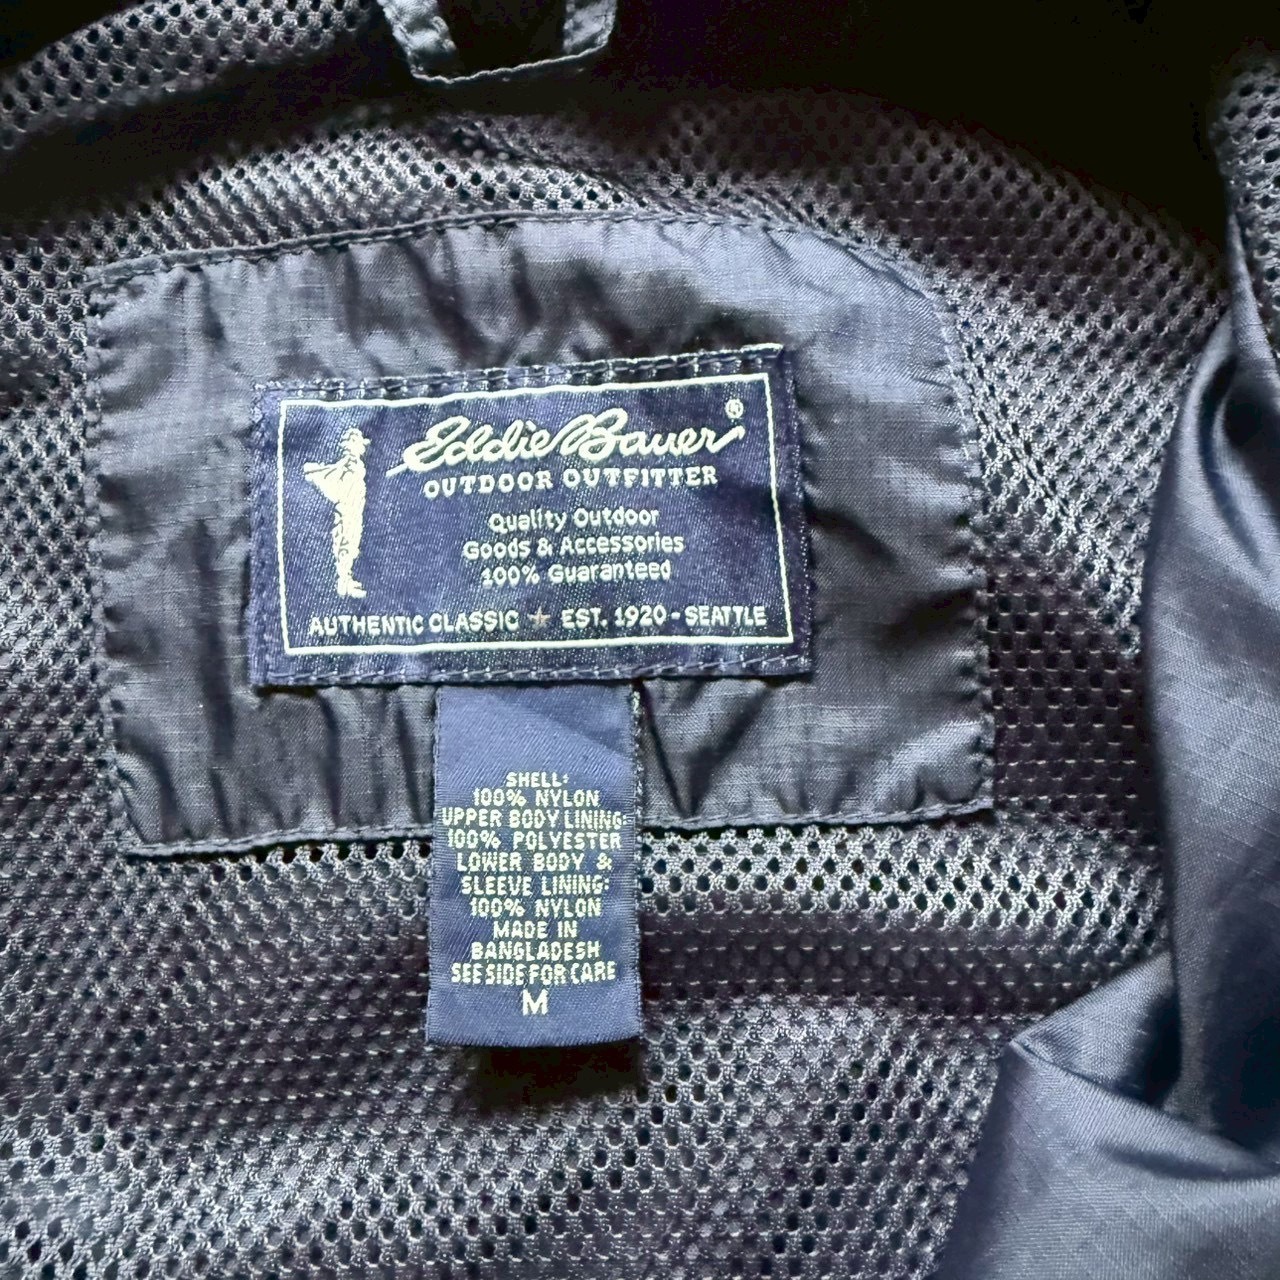 Eddie Bauer®
OUTDOOR OUTFITTER
Quality Outdoor
Goods & Accessories
100% Guaranteed
AUTHENTIC CLASSIC ★ EST. 1920 - SEATTLE
SHELL:
100% NYLON
UPPER BODY LINING:
100% POLYESTER
LOWER BODY &
SLEEVE LINING:
100% NYLON
MADE IN
BANGLADESH
SEE SIDE FOR CARE
M